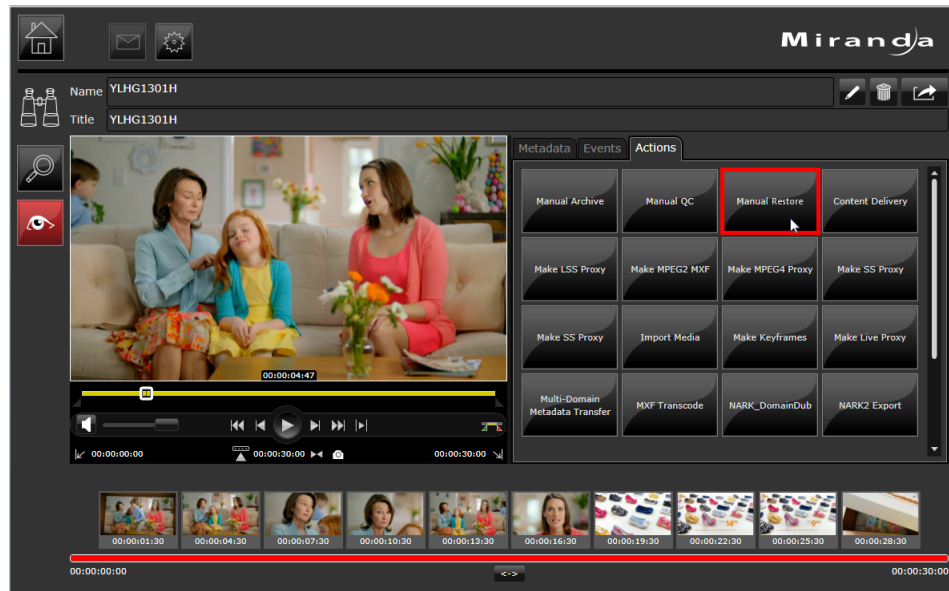 Miranda
Name YLHG1301H
Title YLHG1301H
Metadata Events Actions
Manual Archive Manual QC Manual Restore Content Delivery
Make LSS Proxy Make MPEG2 MXF Make MPEG4 Proxy Make SS Proxy
Make SS Proxy Import Media Make Keyframes Make Live Proxy
Multi-Domain
Metadata Transfer MXF Transcode NARK_DomainDub NARK2 Export
00:00:04:47
00:00:00:00 00:00:30:00 00:00:30:00
00:00:01:30 00:00:04:30 00:00:07:30 00:00:10:30 00:00:13:30 00:00:16:30 00:00:19:30 00:00:22:30 00:00:25:30 00:00:28:30
00:00:00:00 <-> 00:00:30:00